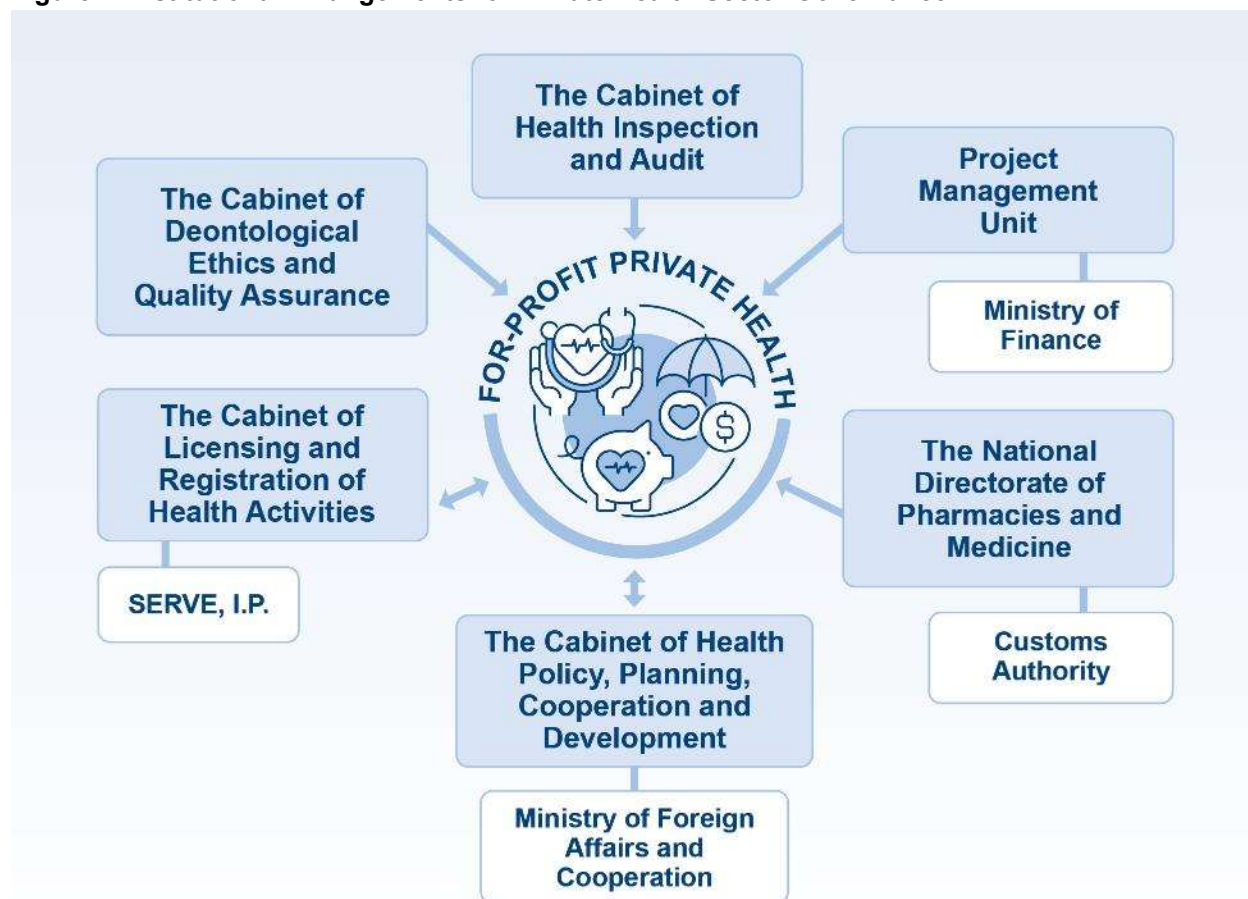 The Cabinet of
Health Inspection
and Audit
Project
Management
Unit
Ministry of
Finance
The Cabinet of
Deontological
Ethics and
Quality Assurance
FOR-PROFIT PRIVATE HEALTH
$
The Cabinet of
Licensing and
Registration of
Health Activities
SERVE, I.P.
The National
Directorate of
Pharmacies and
Medicine
Customs
Authority
The Cabinet of Health
Policy, Planning,
Cooperation and
Development
Ministry of Foreign
Affairs and
Cooperation